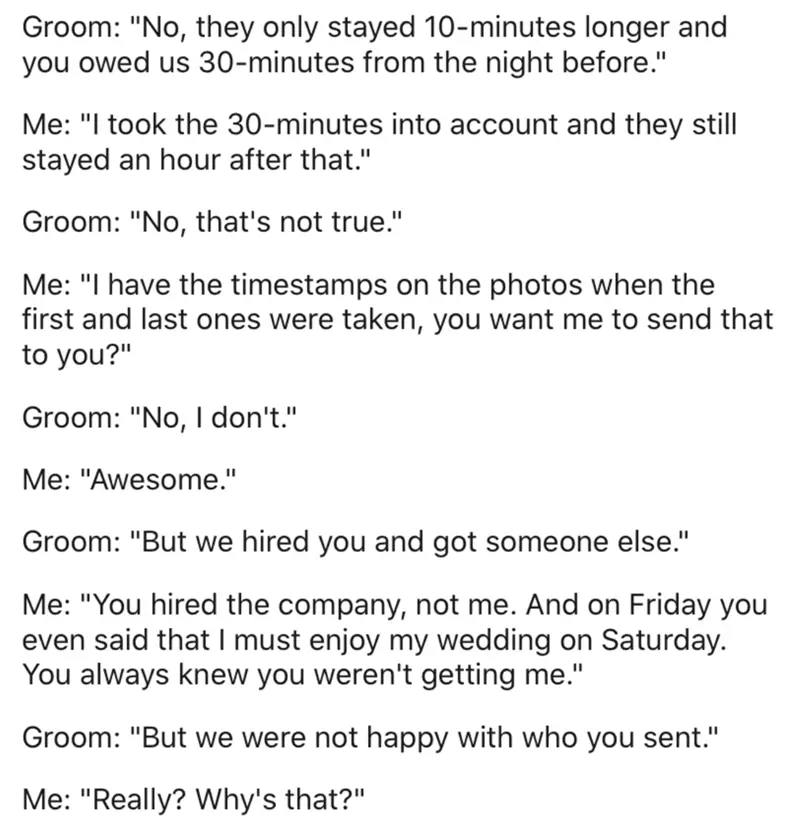 Groom: "No, they only stayed 10-minutes longer and
you owed us 30-minutes from the night before."
Me: "I took the 30-minutes into account and they still
stayed an hour after that."
Groom: "No, that's not true."
Me: "I have the timestamps on the photos when the
first and last ones were taken, you want me to send that
to you?"
Groom: "No, I don't."
Me: "Awesome."
Groom: "But we hired you and got someone else."
Me: "You hired the company, not me. And on Friday you
even said that I must enjoy my wedding on Saturday.
You always knew you weren't getting me."
Groom: "But we were not happy with who you sent."
Me: "Really? Why's that?"